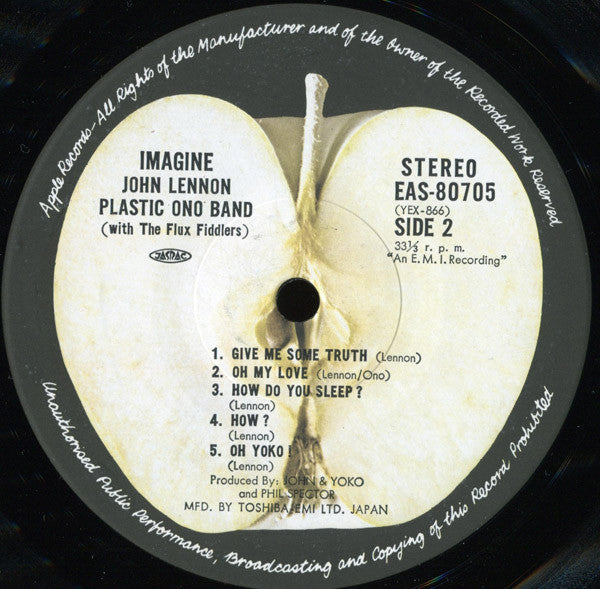 Apple Records—All Rights of the Manufacturer and of the Owner of the Recorded Work Reserved
IMAGINE
JOHN LENNON
PLASTIC ONO BAND
(with The Flux Fiddlers)
JASRAC
STEREO
EAS-80705
(YEX-866)
SIDE 2
33⅓ r. p. m.
"An E. M. I. Recording"
1. GIVE ME SOME TRUTH (Lennon)
2. OH MY LOVE (Lennon/Ono)
3. HOW DO YOU SLEEP?
(Lennon)
4. HOW?
(Lennon)
5. OH YOKO!
(Lennon)
Produced By: JOHN & YOKO
and PHIL SPECTOR
MFD. BY TOSHIBA-EMI LTD. JAPAN
Unauthorised Public Performance, Broadcasting and Copying of this Record Prohibited